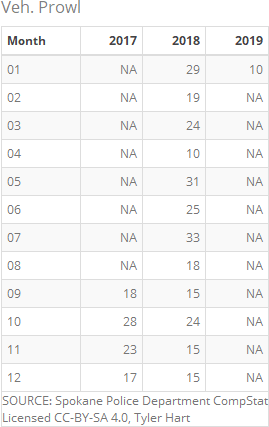 Veh. Prowl
Month 2017 2018 2019
01 NA 29 10
02 NA 19 NA
03 NA 24 NA
04 NA 10 NA
05 NA 31 NA
06 NA 25 NA
07 NA 33 NA
08 NA 18 NA
09 18 15 NA
10 28 24 NA
11 23 15 NA
12 17 15 NA
SOURCE: Spokane Police Department CompStat
Licensed CC-BY-SA 4.0, Tyler Hart